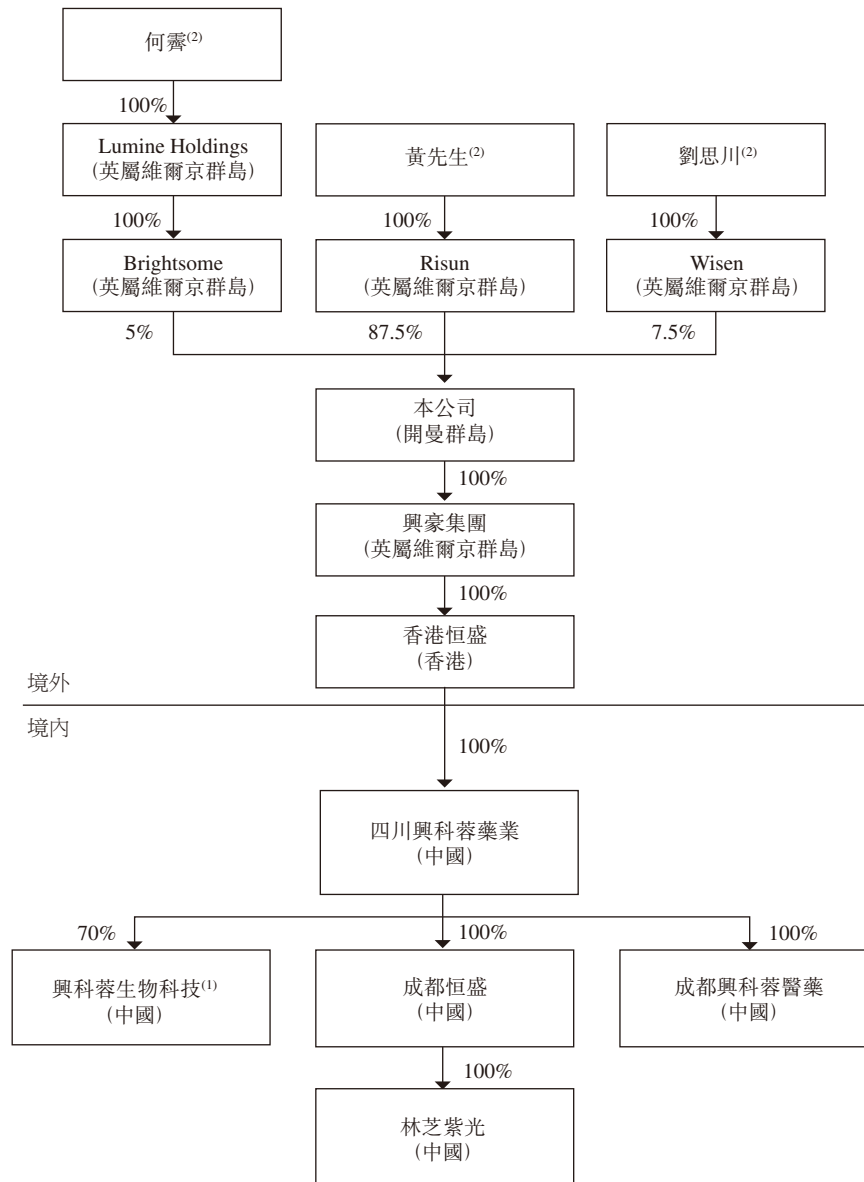 何霽(2)
100%
Lumine Holdings
(英屬維爾京群島)
黃先生(2)
劉思川(2)
100%
100%
100%
Brightsome
(英屬維爾京群島)
Risun
(英屬維爾京群島)
Wisen
(英屬維爾京群島)
5%
87.5%
7.5%
本公司
(開曼群島)
100%
興豪集團
(英屬維爾京群島)
100%
香港恒盛
(香港)
境外
境內
100%
四川興科蓉藥業
(中國)
70%
100%
100%
興科蓉生物科技(1)
(中國)
成都恒盛
(中國)
成都興科蓉醫藥
(中國)
100%
林芝紫光
(中國)